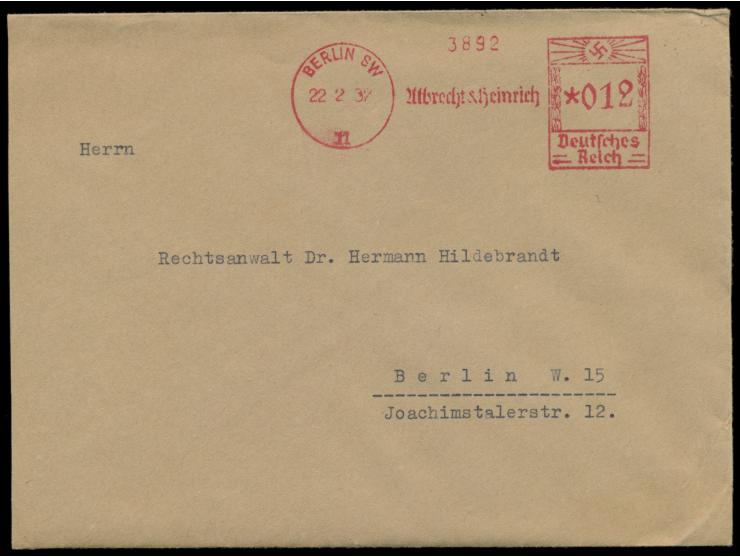 3892
BERLIN SW
22 2 37
11
Albrecht & Heinrich
*012
Deutsches
Reich
Herrn
Rechtsanwalt Dr. Hermann Hildebrandt
Berlin W. 15
Joachimstalerstr. 12.